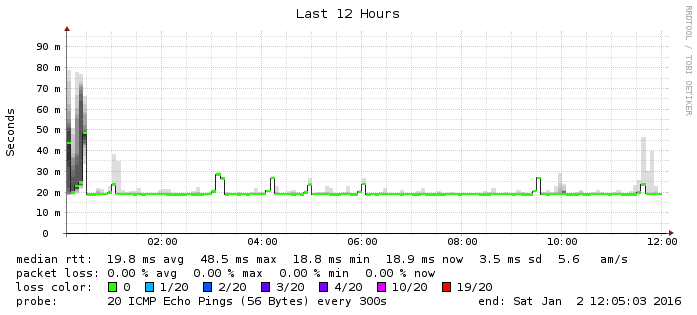 Last 12 Hours
RRDTOOL / TOBI OETIKER
Seconds
90 m
80 m
70 m
60 m
50 m
40 m
30 m
20 m
10 m
0
02:00 04:00 06:00 08:00 10:00 12:00
median rtt: 19.8 ms avg 48.5 ms max 18.8 ms min 18.9 ms now 3.5 ms sd 5.6 am/s
packet loss: 0.00 % avg 0.00 % max 0.00 % min 0.00 % now
loss color: 0 1/20 2/20 3/20 4/20 10/20 19/20
probe: 20 ICMP Echo Pings (56 Bytes) every 300s end: Sat Jan 2 12:05:03 2016